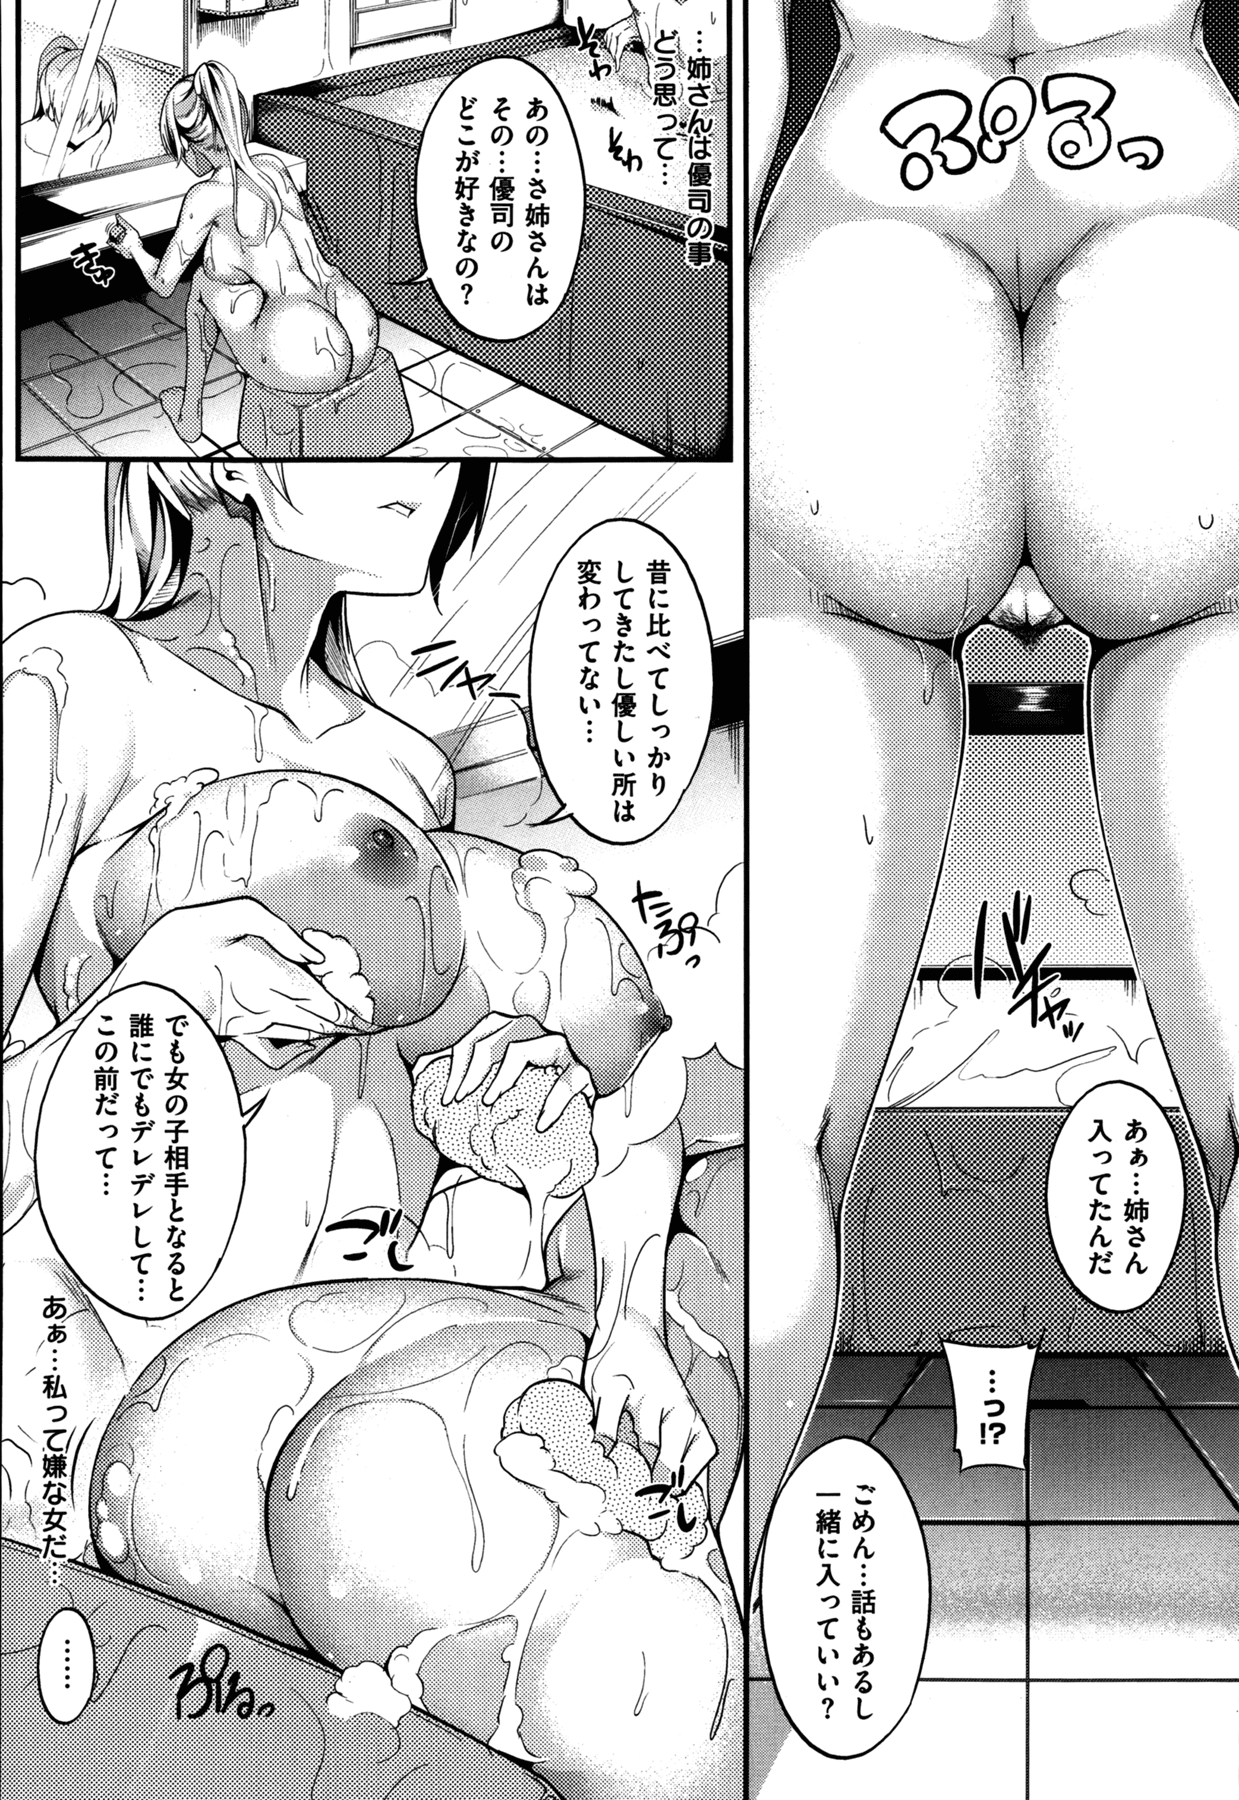 ぷるっ
ガチャッ
あぁ…姉さん
入ってたんだ
…っ!?
ごめん…話もあるし
一緒に入っていい?
…姉さんは優司の事
どう思って…
そわ
そわ
あの…さ姉さんは
その…優司の
どこが好きなの?
きゅっ
昔に比べてしっかり
してきたし優しい所は
変わってない…
たぷっ
でも女の子相手となると
誰にでもデレデレして…
この前だって…
ごし
ごし
あぁ…私って嫌な女だ…
……
ぷるっ